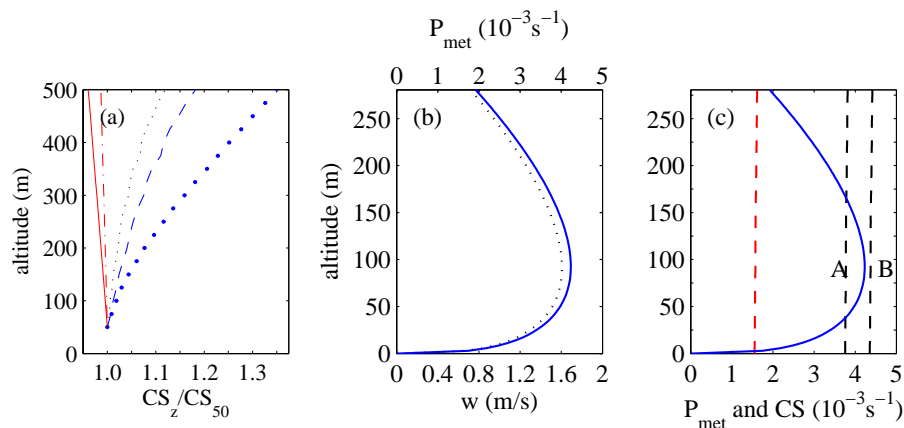 P_met (10^−3 s^−1)
0 1 2 3 4 5
500
400
300
200
100
0
altitude (m)
(a)
1.0 1.1 1.2 1.3
CS_z/CS_50
250
200
150
100
50
0
altitude (m)
(b)
0 0.4 0.8 1.2 1.6 2
w (m/s)
250
200
150
100
50
0
(c)
A B
0 1 2 3 4 5
P_met and CS (10^−3 s^−1)